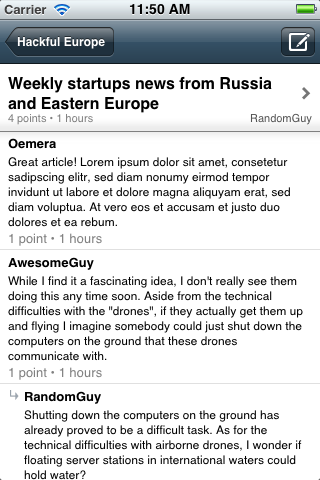 Carrier 11:50 AM
Hackful Europe
Weekly startups news from Russia
and Eastern Europe
4 points • 1 hours RandomGuy
Oemera
Great article! Lorem ipsum dolor sit amet, consetetur
sadipscing elitr, sed diam nonumy eirmod tempor
invidunt ut labore et dolore magna aliquyam erat, sed
diam voluptua. At vero eos et accusam et justo duo
dolores et ea rebum.
1 point • 1 hours
AwesomeGuy
While I find it a fascinating idea, I don't really see them
doing this any time soon. Aside from the technical
difficulties with the "drones", if they actually get them up
and flying I imagine somebody could just shut down the
computers on the ground that these drones
communicate with.
1 point • 1 hours
RandomGuy
Shutting down the computers on the ground has
already proved to be a difficult task. As for the
technical difficulties with airborne drones, I wonder if
floating server stations in international waters could
hold water?